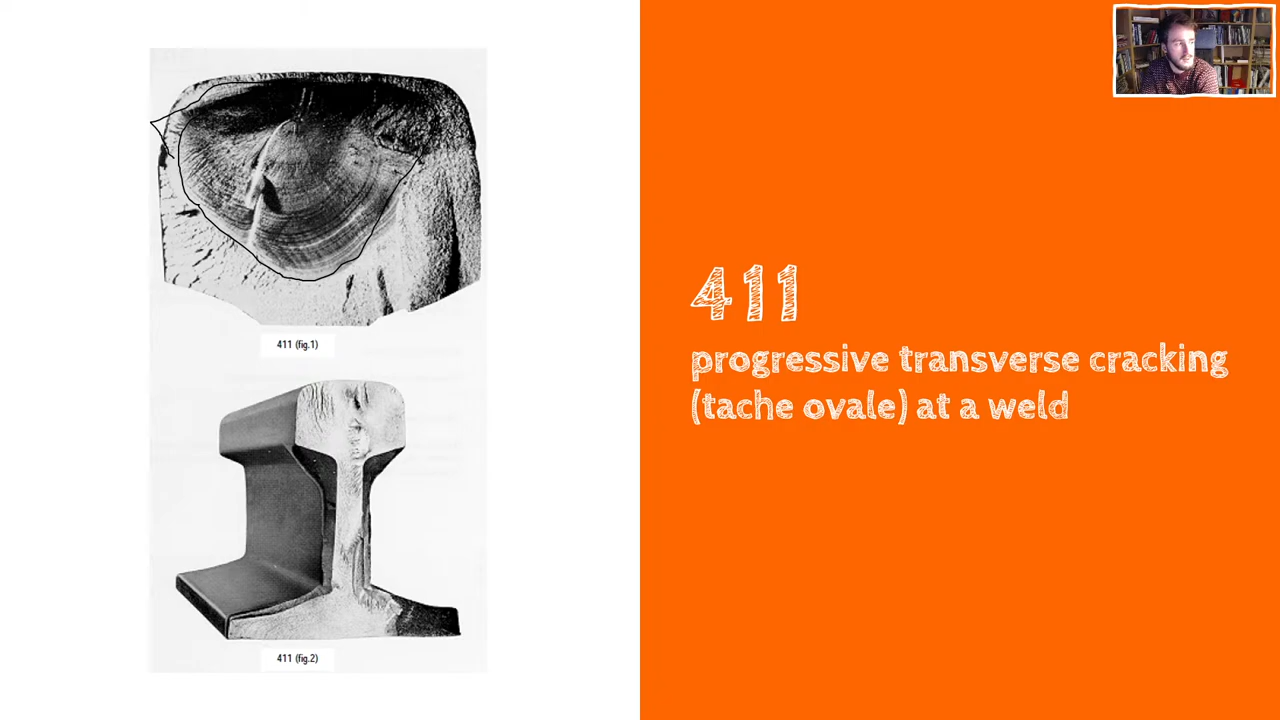 411 (fig.1)
411 (fig.2)
411
progressive transverse cracking
(tache ovale) at a weld